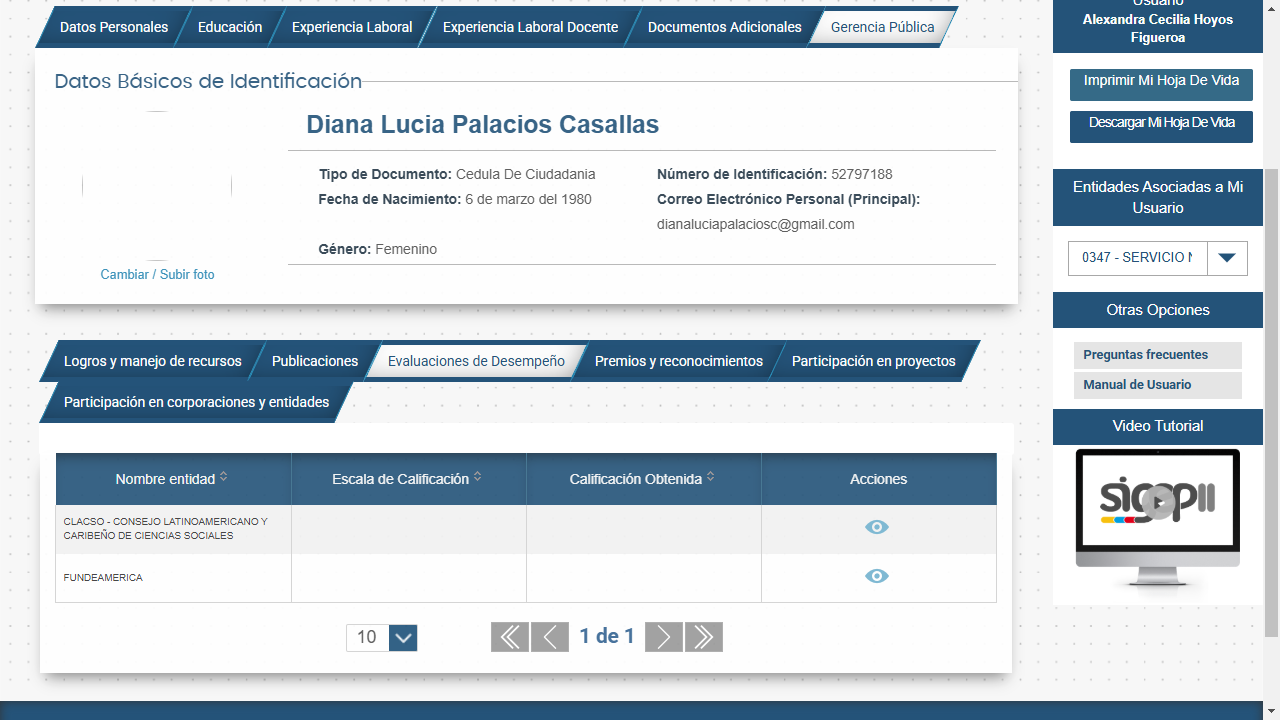 Datos Personales
Educación
Experiencia Laboral
Experiencia Laboral Docente
Documentos Adicionales
Gerencia Pública
Datos Básicos de Identificación
Diana Lucia Palacios Casallas
Tipo de Documento: Cedula De Ciudadania
Número de Identificación: 52797188
Fecha de Nacimiento: 6 de marzo del 1980
Correo Electrónico Personal (Principal):
dianaluciapalaciosc@gmail.com
Género: Femenino
Cambiar / Subir foto
Logros y manejo de recursos
Publicaciones
Evaluaciones de Desempeño
Premios y reconocimientos
Participación en proyectos
Participación en corporaciones y entidades
Nombre entidad
Escala de Calificación
Calificación Obtenida
Acciones
CLACSO - CONSEJO LATINOAMERICANO Y
CARIBEÑO DE CIENCIAS SOCIALES
FUNDEAMERICA
10
1 de 1
Usuario
Alexandra Cecilia Hoyos
Figueroa
Imprimir Mi Hoja De Vida
Descargar Mi Hoja De Vida
Entidades Asociadas a Mi
Usuario
0347 - SERVICIO
Otras Opciones
Preguntas frecuentes
Manual de Usuario
Video Tutorial
sigepII